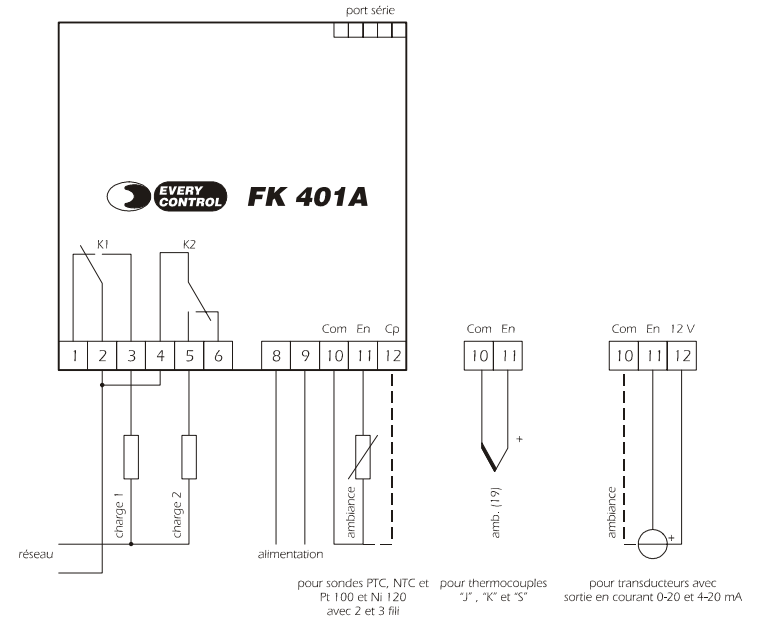 port série
EVERY
CONTROL
FK 401A
K1 K2
Com En Cp
1 2 3 4 5 6 8 9 10 11 12
Com En
10 11
Com En 12 V
10 11 12
+
charge 1
charge 2
ambiance
amb. (19)
ambiance
+
réseau
alimentation
pour sondes PTC, NTC et
Pt 100 et Ni 120
avec 2 et 3 fili
pour thermocouples
"J" , "K" et "S"
pour transducteurs avec
sortie en courant 0-20 et 4-20 mA